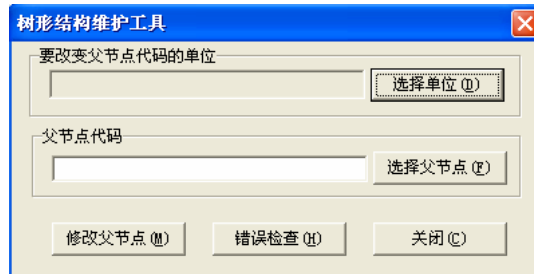 树形结构维护工具
要改变父节点代码的单位
选择单位(D)
父节点代码
选择父节点(F)
修改父节点(M) 错误检查(H) 关闭(C)